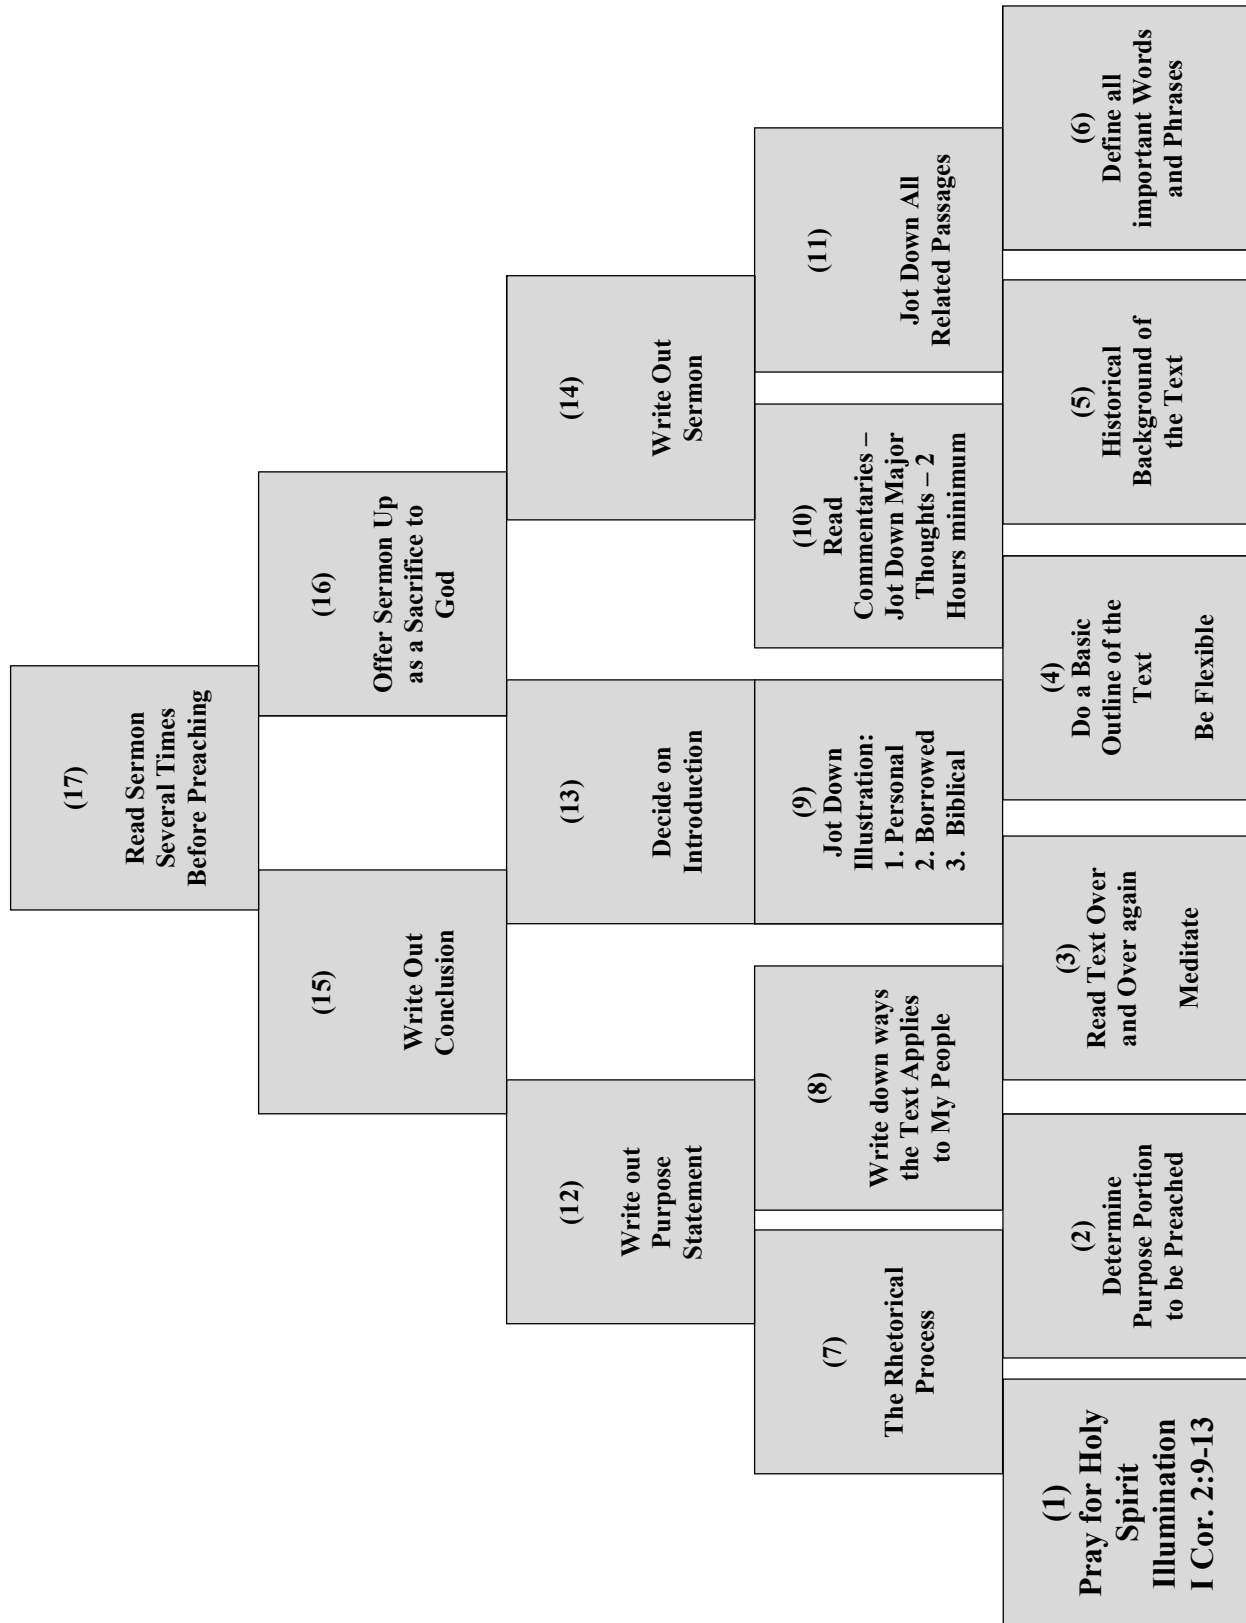 (17)
Read Sermon
Several Times
Before Preaching
(15)
Write Out
Conclusion
(16)
Offer Sermon Up
as a Sacrifice to
God
(12)
Write out
Purpose
Statement
(13)
Decide on
Introduction
(14)
Write Out
Sermon
(7)
The Rhetorical
Process
(8)
Write down ways
the Text Applies
to My People
(9)
Jot Down
Illustration:
1. Personal
2. Borrowed
3. Biblical
(10)
Read
Commentaries –
Jot Down Major
Thoughts – 2
Hours minimum
(11)
Jot Down All
Related Passages
(1)
Pray for Holy
Spirit
Illumination
I Cor. 2:9-13
(2)
Determine
Purpose Portion
to be Preached
(3)
Read Text Over
and Over again
Meditate
(4)
Do a Basic
Outline of the
Text
Be Flexible
(5)
Historical
Background of
the Text
(6)
Define all
important Words
and Phrases